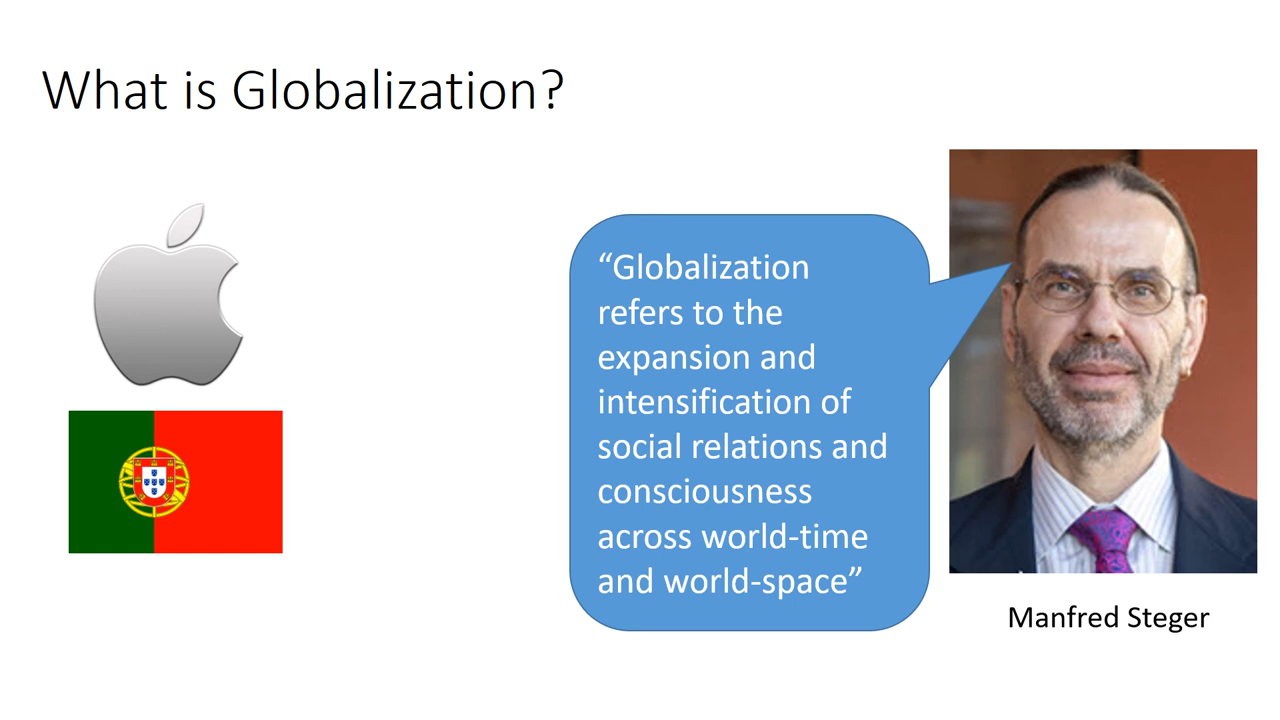 What is Globalization?
“Globalization
refers to the
expansion and
intensification of
social relations and
consciousness
across world-time
and world-space”
Manfred Steger